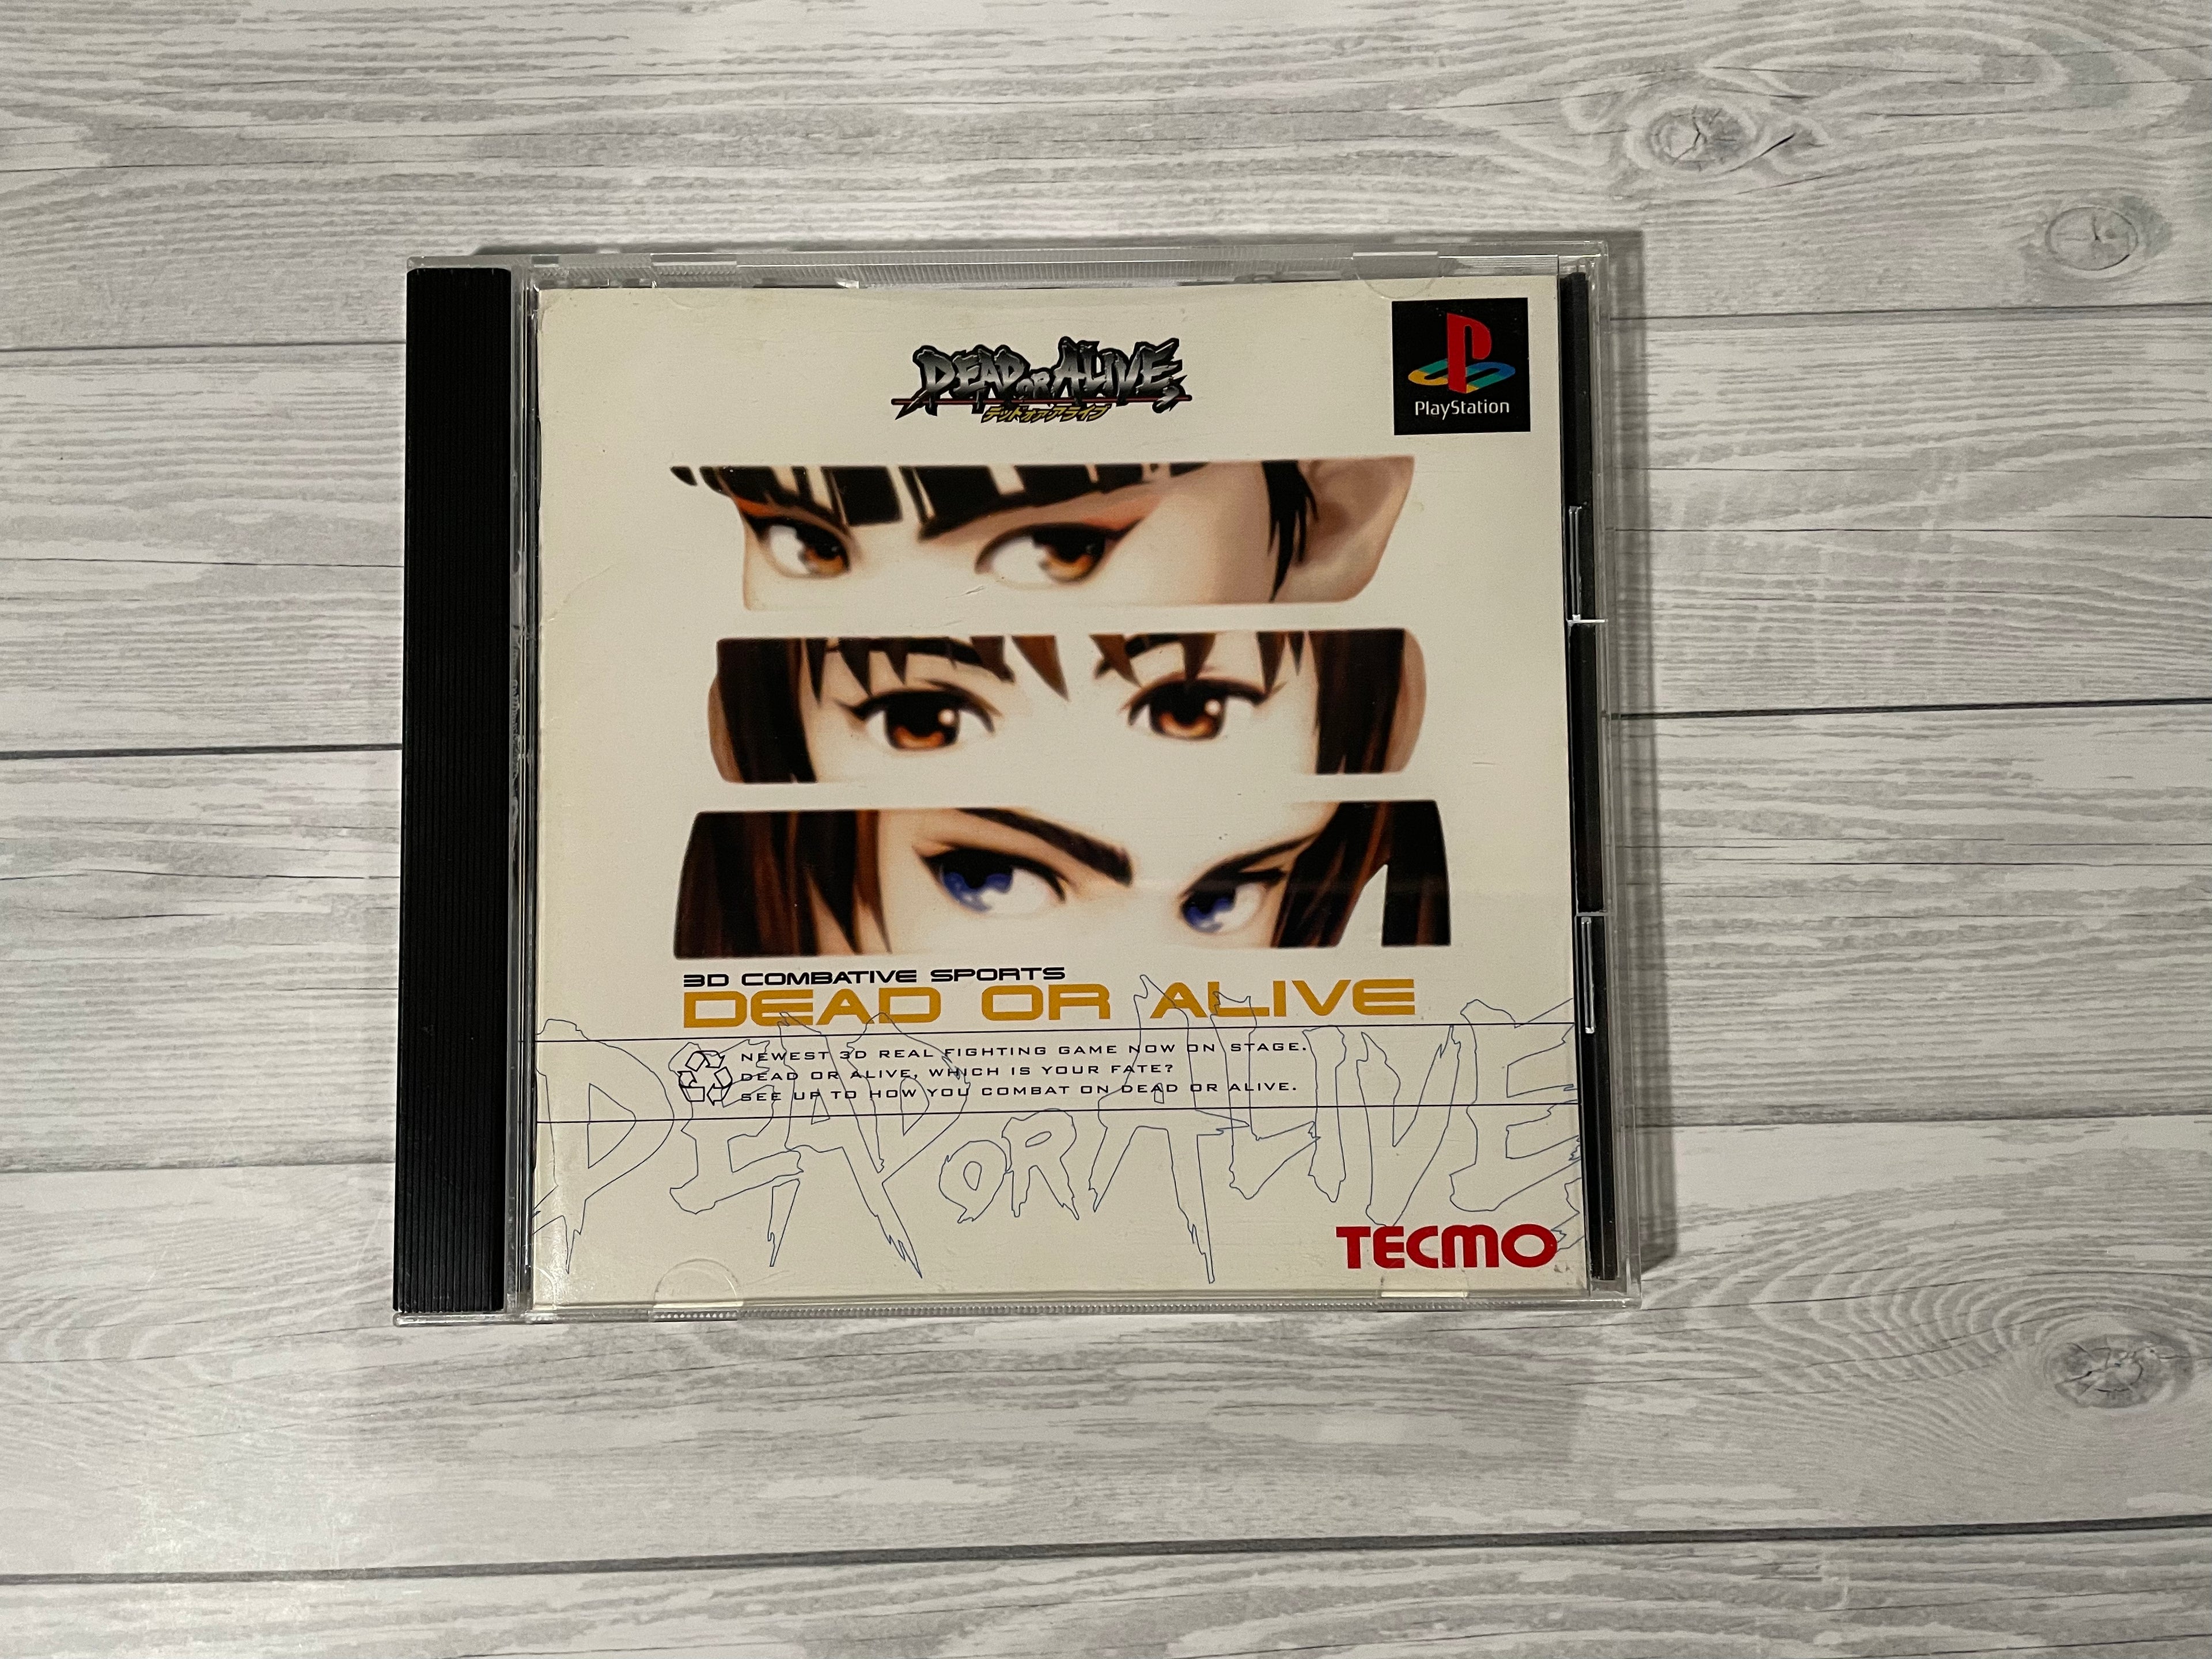 DEAD OR ALIVE
デッドオアアライブ
PlayStation
3D COMBATIVE SPORTS
DEAD OR ALIVE
NEWEST 3D REAL FIGHTING GAME NOW ON STAGE.
DEAD OR ALIVE, WHICH IS YOUR FATE?
SEE UP TO HOW YOU COMBAT ON DEAD OR ALIVE.
DEAD OR ALIVE
TECMO